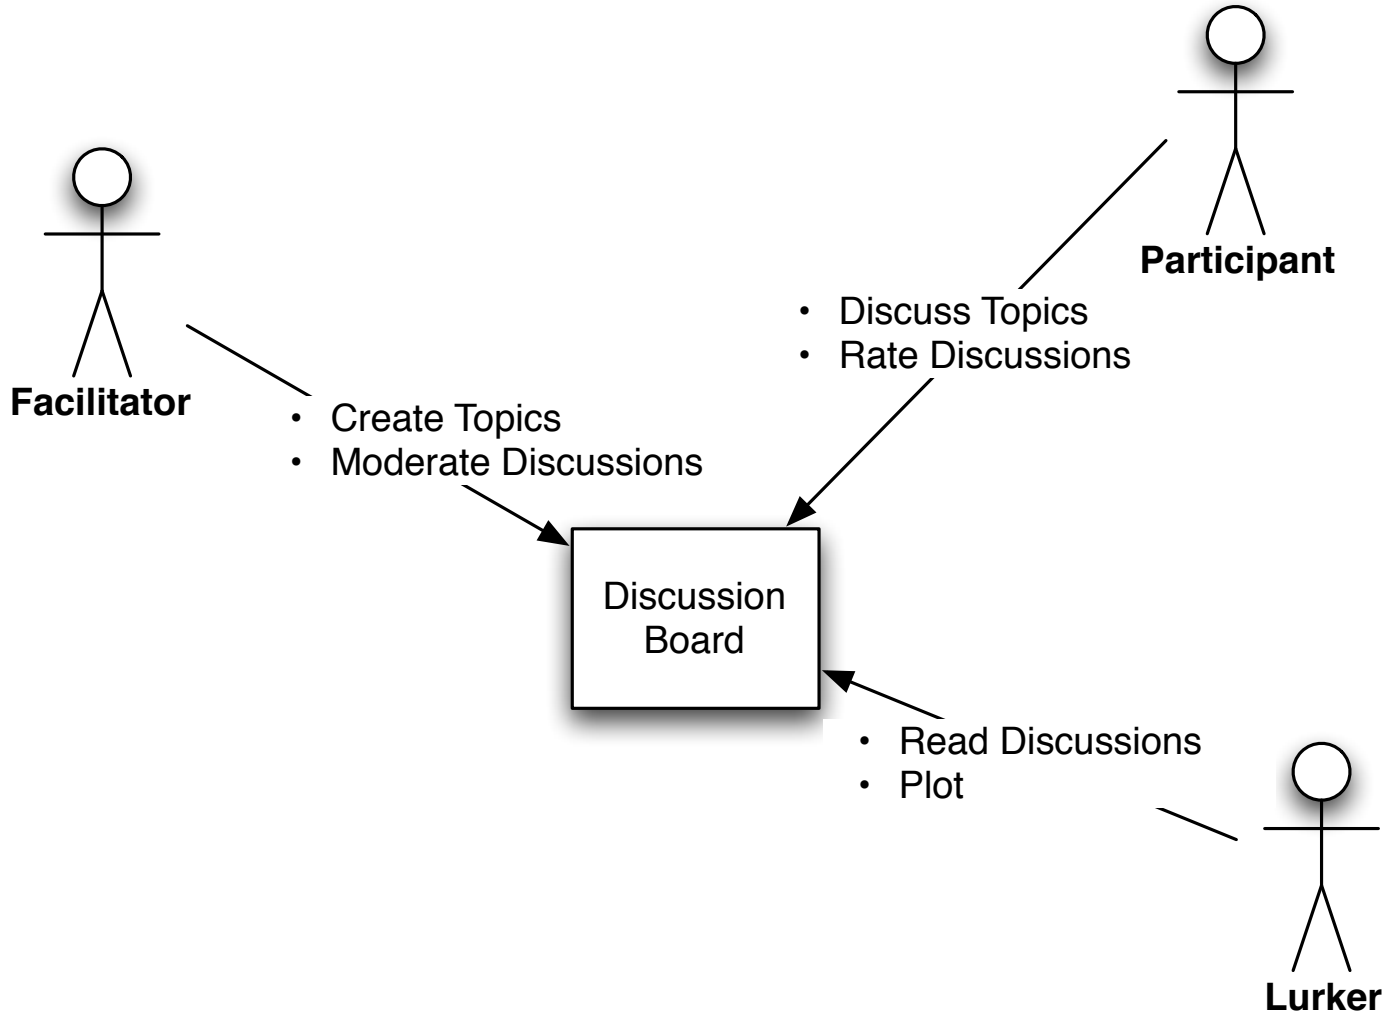 Participant
• Discuss Topics
• Rate Discussions
Facilitator
• Create Topics
• Moderate Discussions
Discussion
Board
• Read Discussions
• Plot
Lurker